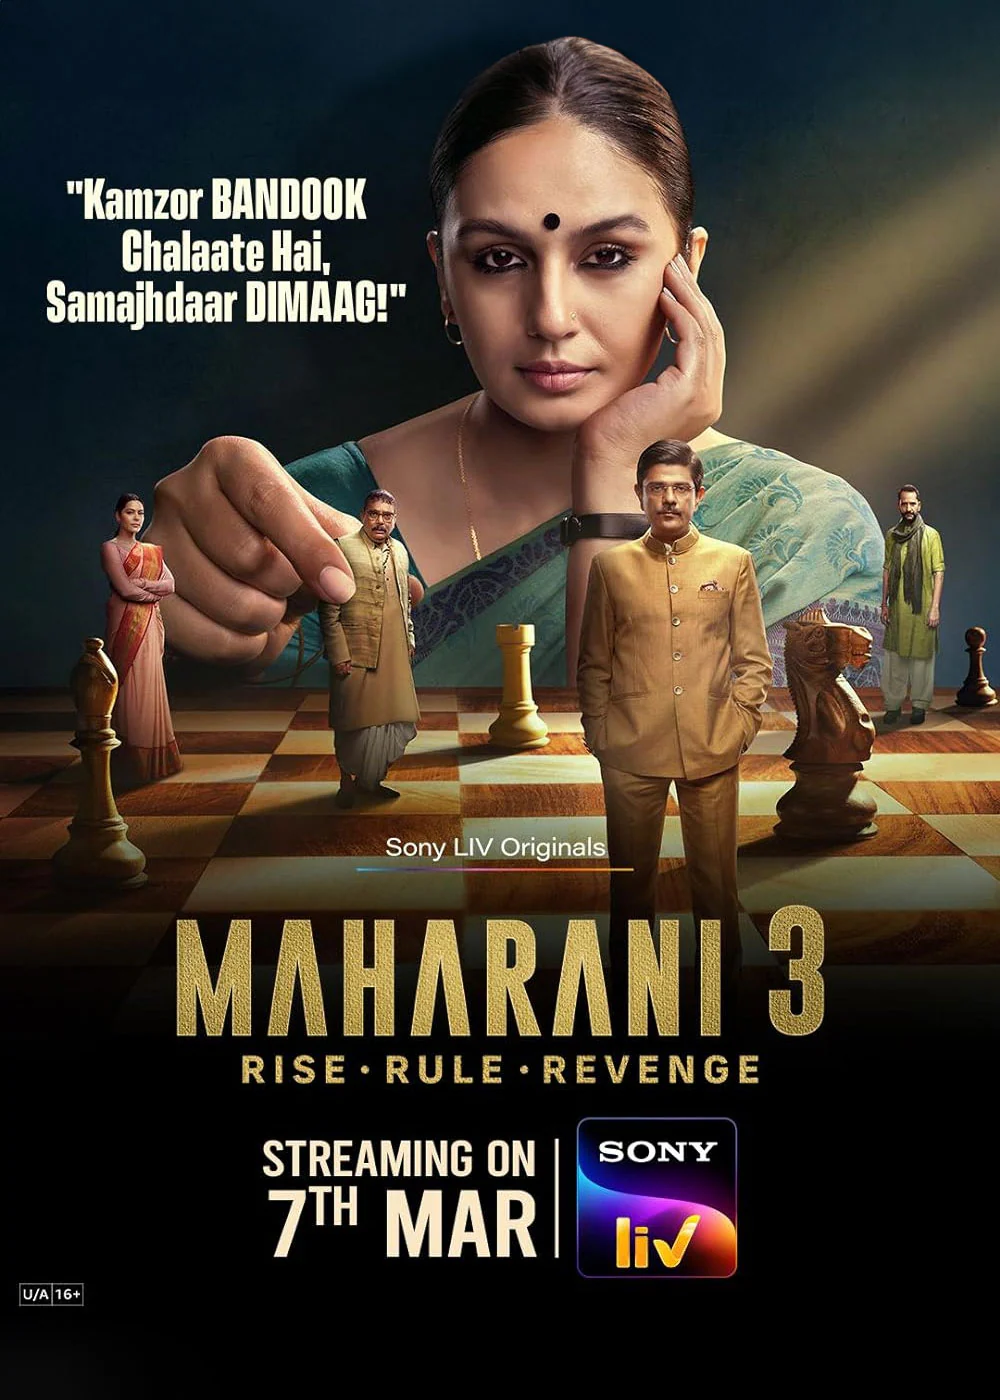 "Kamzor BANDOOK
Chalaate Hai,
Samajhdaar DIMAAG!"
Sony LIV Originals
MAHARANI 3
RISE · RULE · REVENGE
STREAMING ON
7TH MAR
SONY
liv
U/A 16+